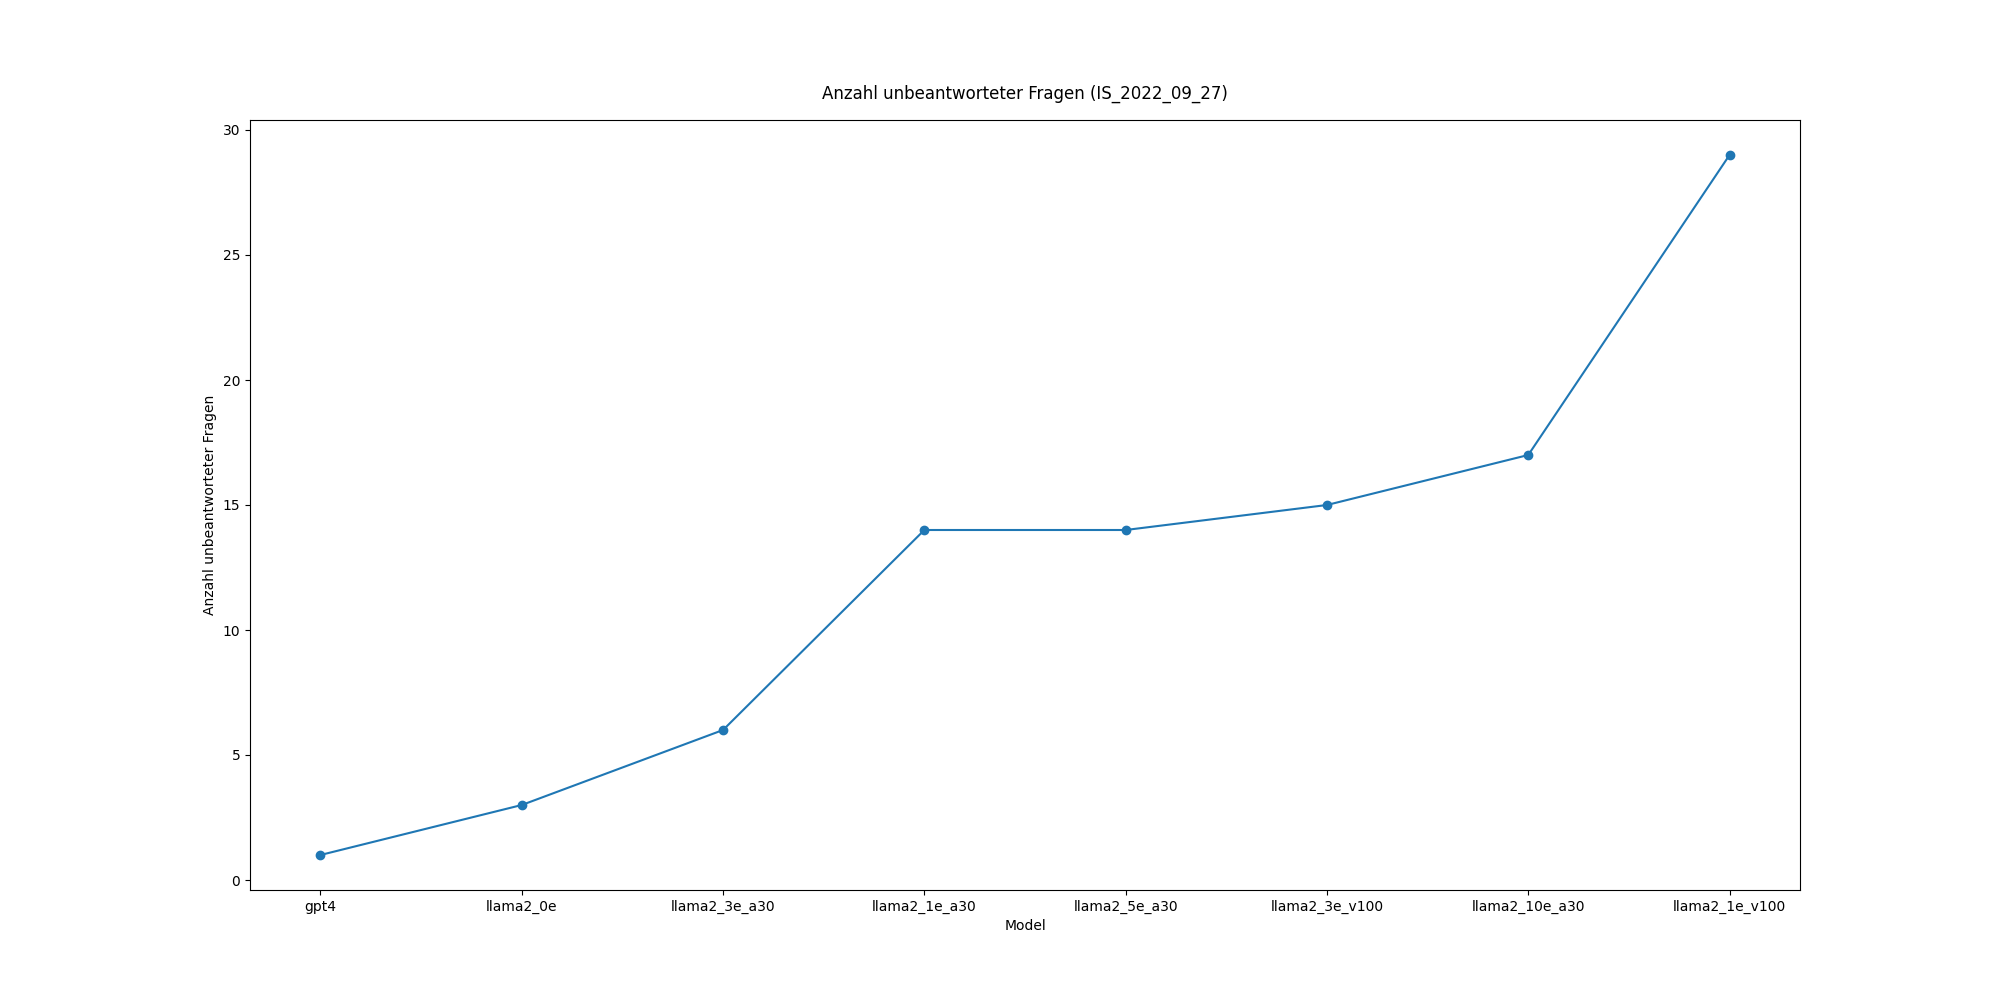 Anzahl unbeantworteter Fragen (IS_2022_09_27)
Anzahl unbeantworteter Fragen
30
25
20
15
10
5
0
gpt4 llama2_0e llama2_3e_a30 llama2_1e_a30 llama2_5e_a30 llama2_3e_v100 llama2_10e_a30 llama2_1e_v100
Model